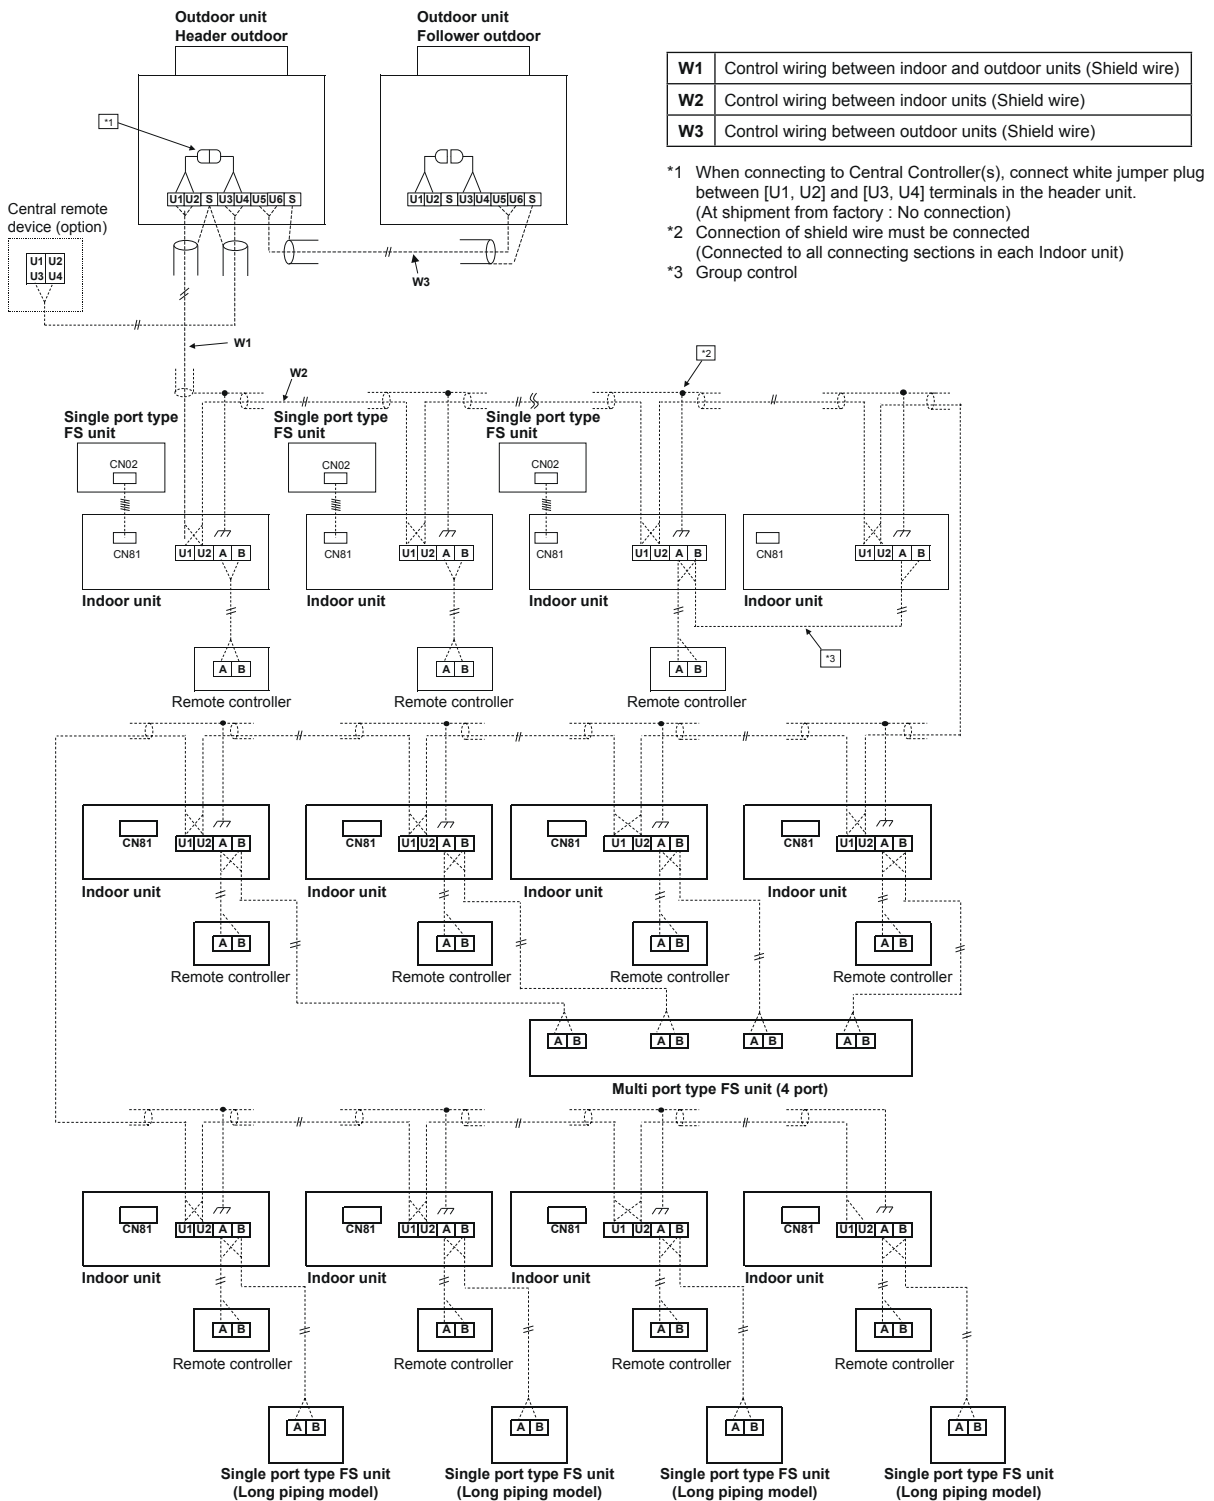 Outdoor unit
Header outdoor
Outdoor unit
Follower outdoor
W1 Control wiring between indoor and outdoor units (Shield wire)
W2 Control wiring between indoor units (Shield wire)
W3 Control wiring between outdoor units (Shield wire)
*1
*1 When connecting to Central Controller(s), connect white jumper plug
between [U1, U2] and [U3, U4] terminals in the header unit.
(At shipment from factory : No connection)
*2 Connection of shield wire must be connected
(Connected to all connecting sections in each Indoor unit)
*3 Group control
U1 U2 S U3 U4 U5 U6 S
U1 U2 S U3 U4 U5 U6 S
Central remote
device (option)
U1 U2
U3 U4
W3
W1
*2
W2
Single port type
FS unit
Single port type
FS unit
Single port type
FS unit
CN02
CN02
CN02
CN81
U1 U2 A B
CN81
U1 U2 A B
CN81
U1 U2 A B
CN81
U1 U2 A B
Indoor unit
Indoor unit
Indoor unit
Indoor unit
*3
A B
A B
A B
Remote controller
Remote controller
Remote controller
CN81
U1 U2 A B
CN81
U1 U2 A B
CN81
U1 U2 A B
CN81
U1 U2 A B
Indoor unit
Indoor unit
Indoor unit
Indoor unit
A B
A B
A B
A B
Remote controller
Remote controller
Remote controller
Remote controller
A B
A B
A B
A B
Multi port type FS unit (4 port)
CN81
U1 U2 A B
CN81
U1 U2 A B
CN81
U1 U2 A B
CN81
U1 U2 A B
Indoor unit
Indoor unit
Indoor unit
Indoor unit
A B
A B
A B
A B
Remote controller
Remote controller
Remote controller
Remote controller
A B
A B
A B
A B
Single port type FS unit
(Long piping model)
Single port type FS unit
(Long piping model)
Single port type FS unit
(Long piping model)
Single port type FS unit
(Long piping model)